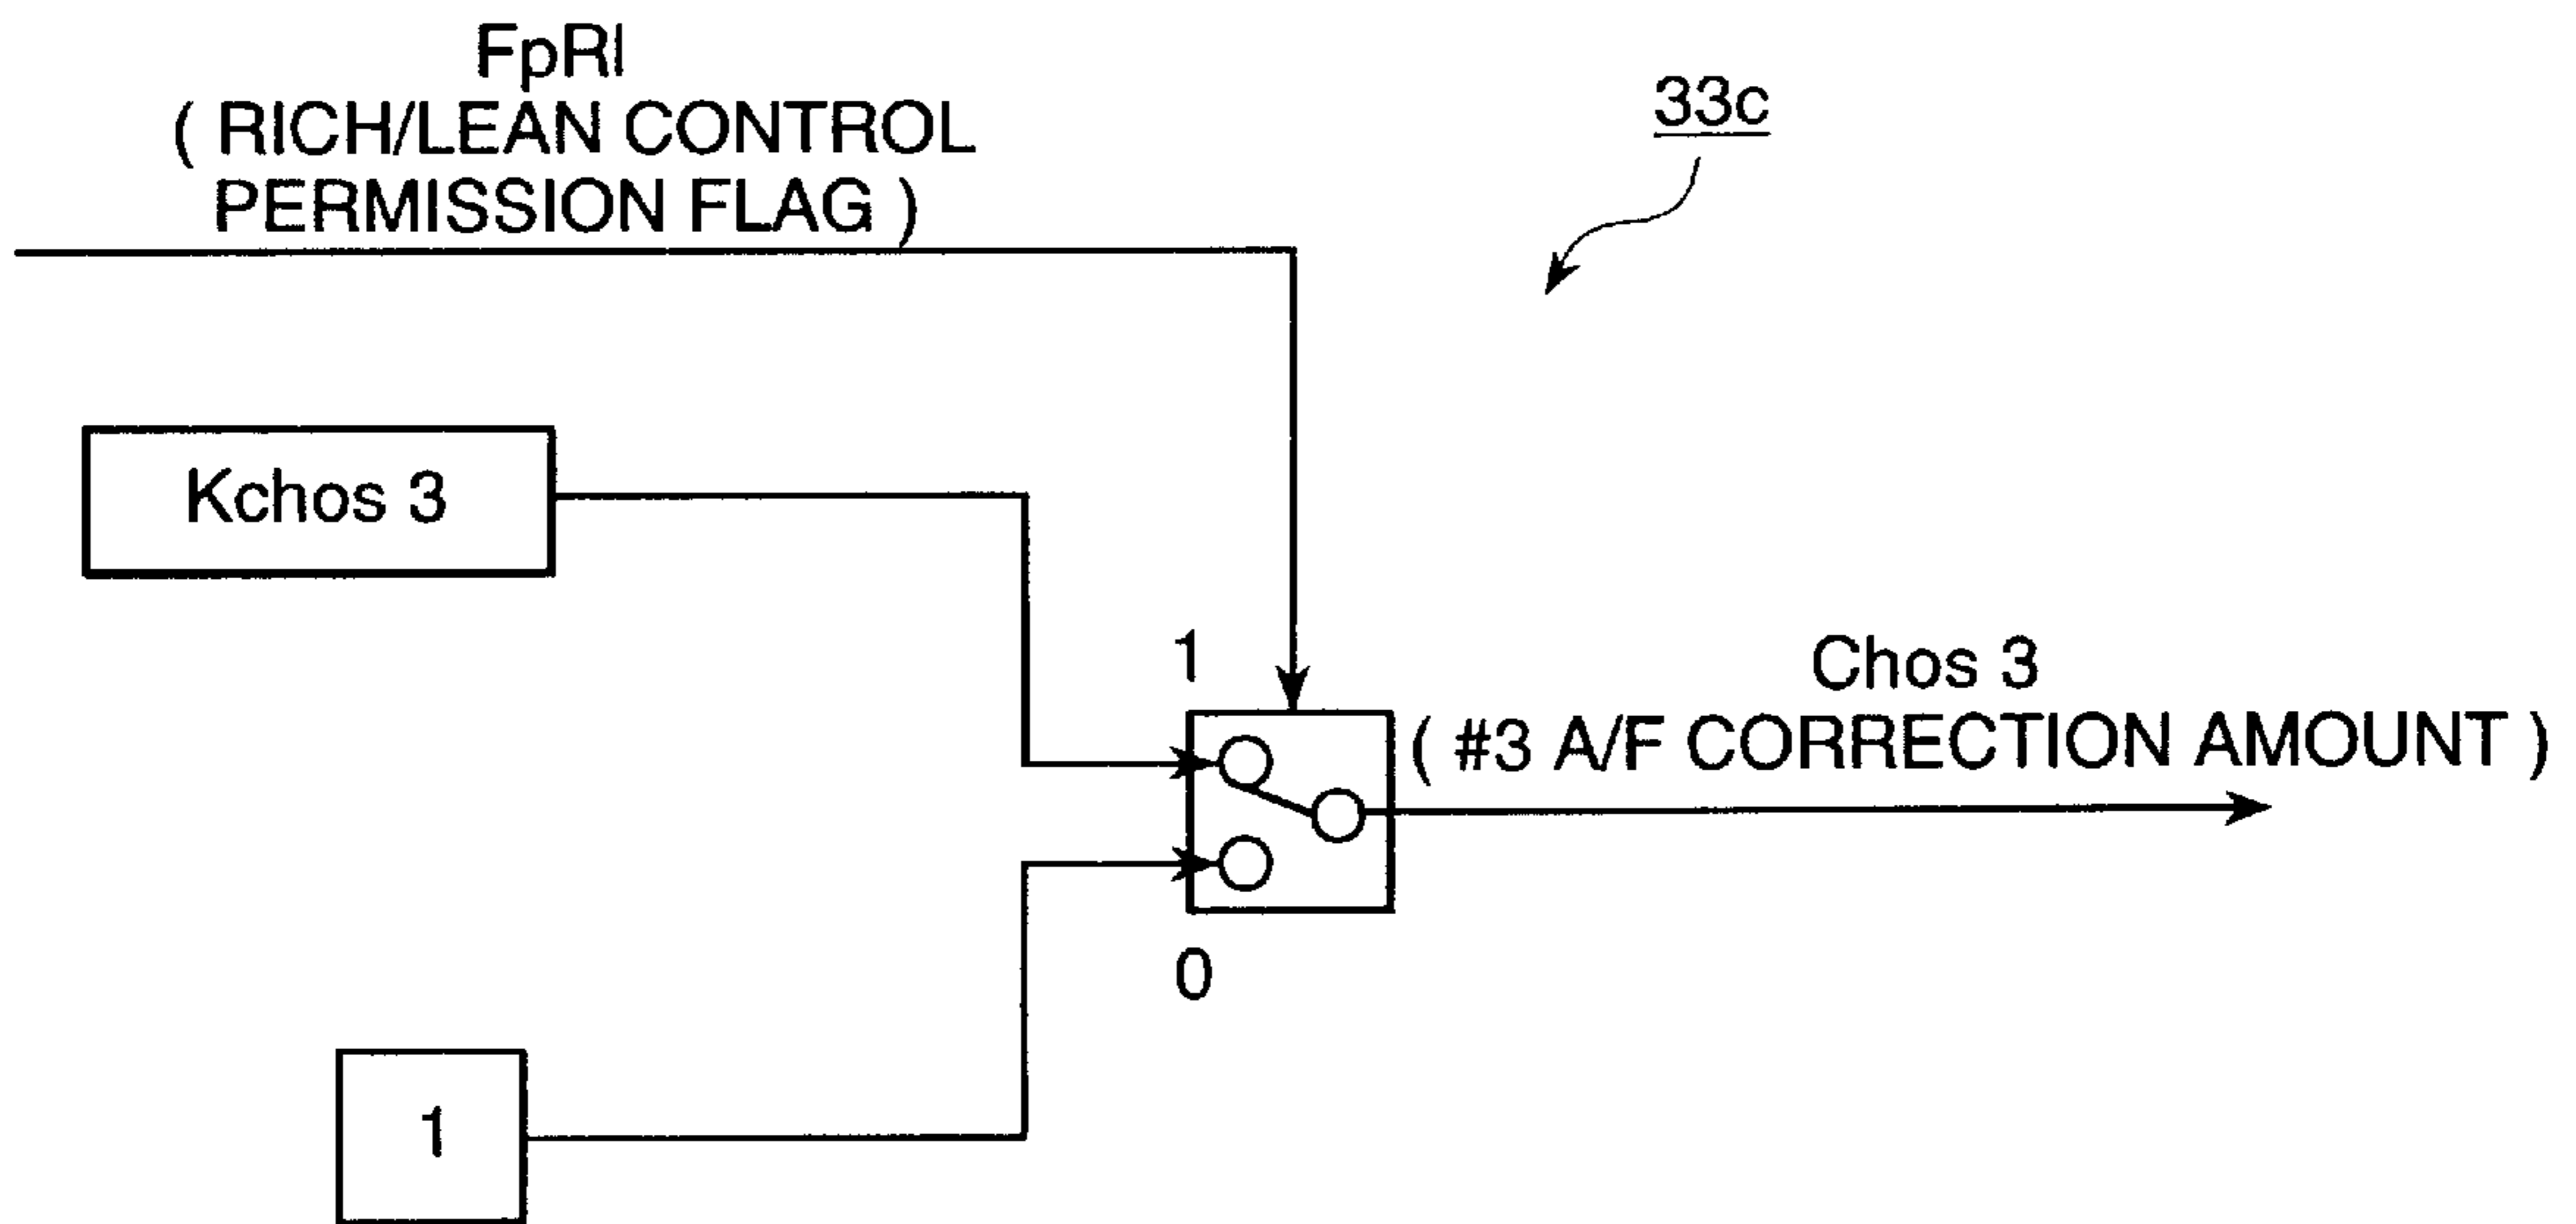 FpRl
( RICH/LEAN CONTROL
PERMISSION FLAG )
33c
Kchos 3
1
Chos 3
( #3 A/F CORRECTION AMOUNT )
0
1